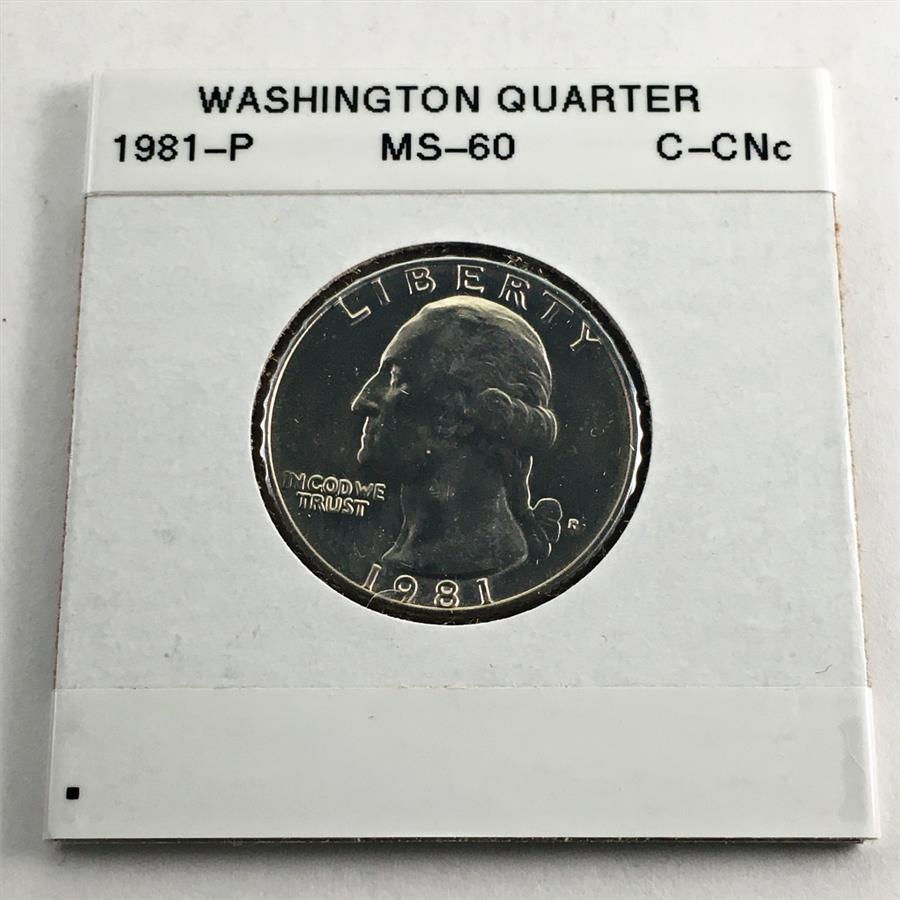 WASHINGTON QUARTER
1981–P MS–60 C–CNc
LIBERTY
IN GOD WE
TRUST
R
1981